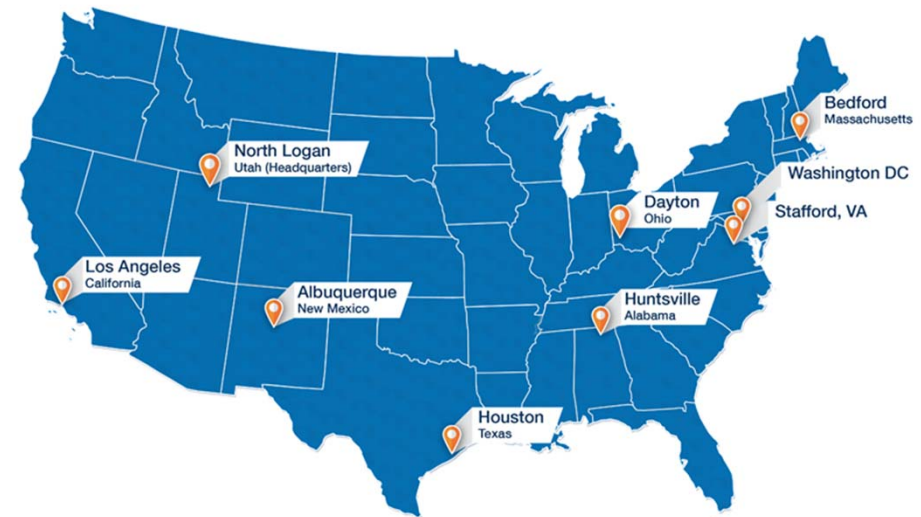 Bedford
Massachusetts
North Logan
Utah (Headquarters)
Washington DC
Dayton
Ohio
Stafford, VA
Los Angeles
California
Albuquerque
New Mexico
Huntsville
Alabama
Houston
Texas